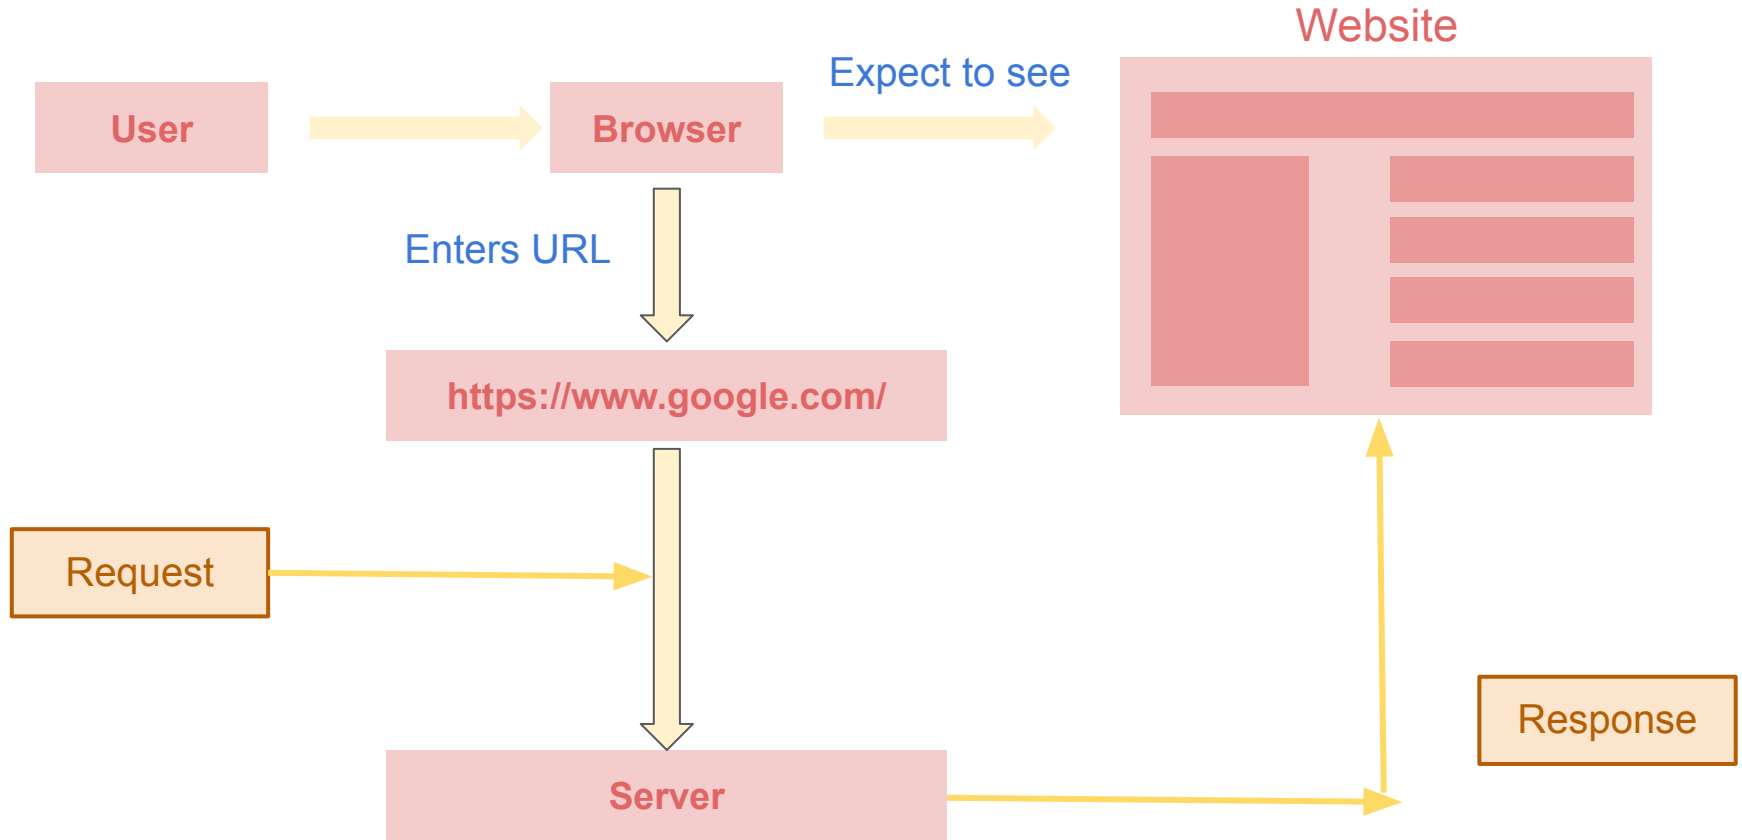 Website
Expect to see
User
Browser
Enters URL
https://www.google.com/
Request
Response
Server